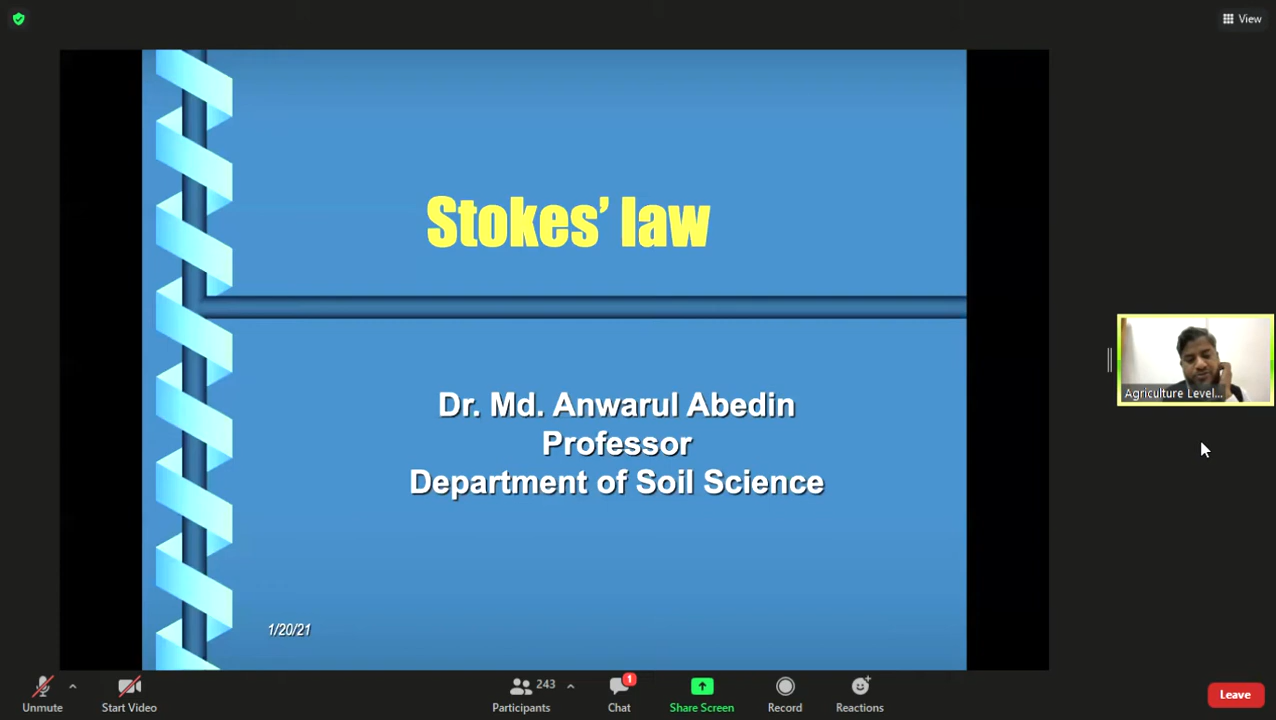 View
Stokes’ law
Dr. Md. Anwarul Abedin
Professor
Department of Soil Science
1/20/21
Agriculture Level...
Unmute
Start Video
243
Participants
1
Chat
Share Screen
Record
Reactions
Leave